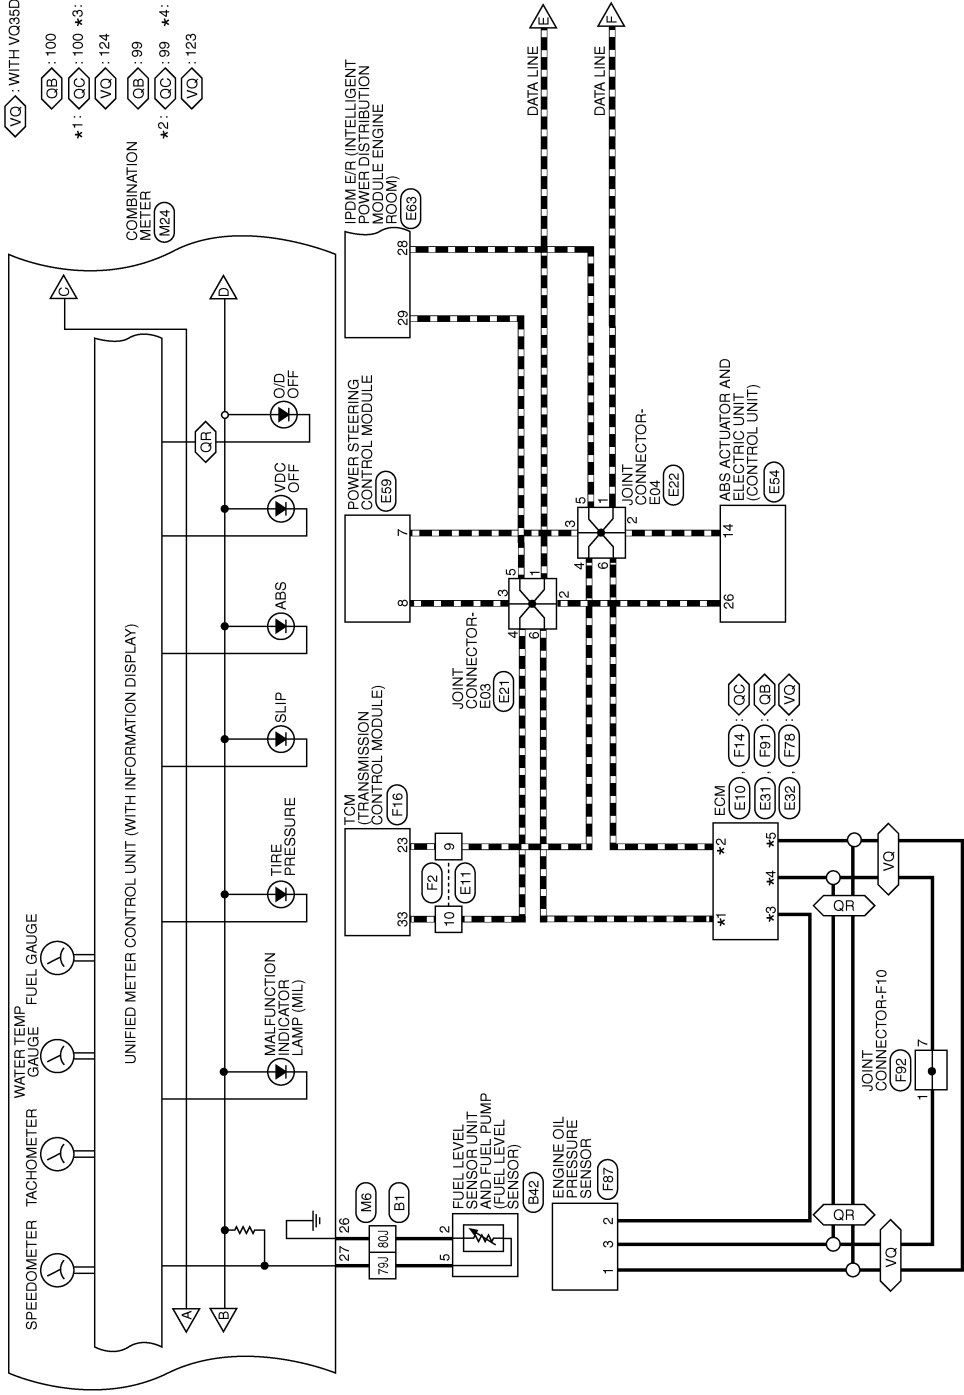 VQ : WITH VQ35D
*1: QB : 100
QC : 100 *3:
VQ : 124
*2: QB : 99
QC : 99 *4:
VQ : 123
COMBINATION
METER
M24
SPEEDOMETER
TACHOMETER
WATER TEMP
GAUGE
FUEL GAUGE
UNIFIED METER CONTROL UNIT (WITH INFORMATION DISPLAY)
A
B
C
D
MALFUNCTION
INDICATOR
LAMP (MIL)
TIRE
PRESSURE
SLIP
ABS
VDC
OFF
QR
O/D
OFF
27 26
79J 80J
M6
B1
5 2
FUEL LEVEL
SENSOR UNIT
AND FUEL PUMP
(FUEL LEVEL
SENSOR)
B42
TCM
(TRANSMISSION
CONTROL MODULE)
F16
33 23
10 9
F2
E11
POWER STEERING
CONTROL MODULE
E59
8 7
IPDM E/R (INTELLIGENT
POWER DISTRIBUTION
MODULE ENGINE
ROOM)
E63
29 28
JOINT
CONNECTOR-
E03
E21
4 3 5
6 2 1
JOINT
CONNECTOR-
E04
E22
4 3 5
6 2 1
DATA LINE
E
DATA LINE
F
ABS ACTUATOR AND
ELECTRIC UNIT
(CONTROL UNIT)
E54
26 14
ECM
E10 , F14 : QC
E31 , F91 : QB
E32 , F78 : VQ
*1 *2
*3 *4 *5
ENGINE OIL
PRESSURE
SENSOR
F87
1 3 2
QR
VQ
QR
VQ
JOINT
CONNECTOR-F10
F92
1 7